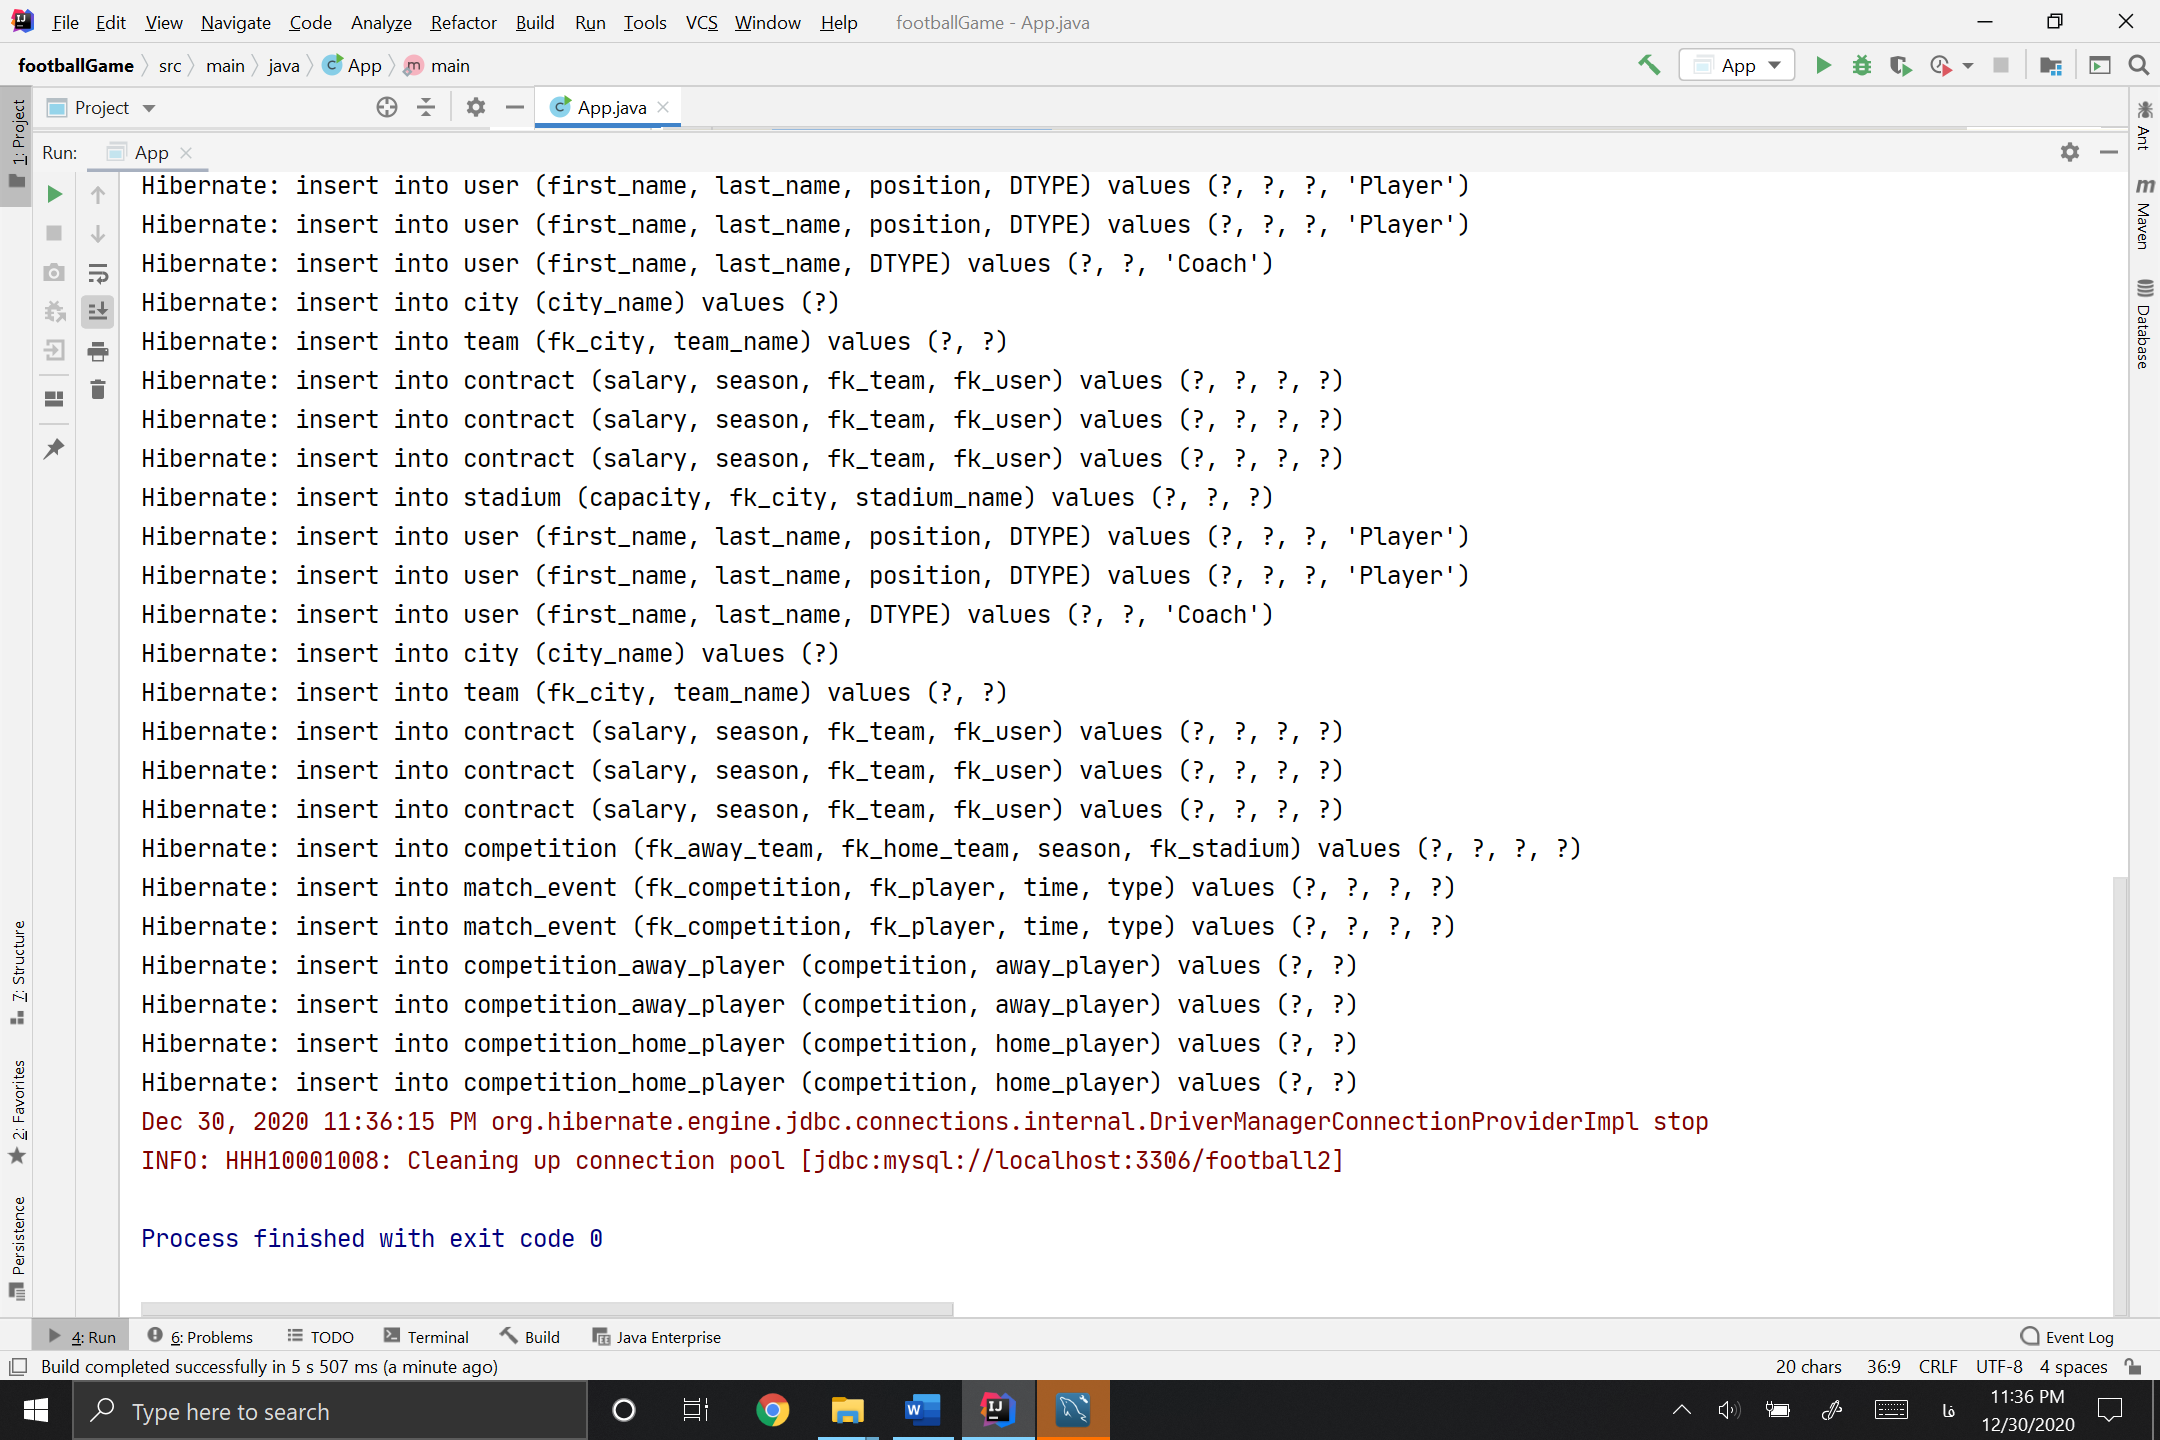 File Edit View Navigate Code Analyze Refactor Build Run Tools VCS Window Help footballGame - App.java
footballGame src main java App main App
1: Project
Project App.java
Run: App
Hibernate: insert into user (first_name, last_name, position, DTYPE) values (?, ?, ?, 'Player')
Hibernate: insert into user (first_name, last_name, position, DTYPE) values (?, ?, ?, 'Player')
Hibernate: insert into user (first_name, last_name, DTYPE) values (?, ?, 'Coach')
Hibernate: insert into city (city_name) values (?)
Hibernate: insert into team (fk_city, team_name) values (?, ?)
Hibernate: insert into contract (salary, season, fk_team, fk_user) values (?, ?, ?, ?)
Hibernate: insert into contract (salary, season, fk_team, fk_user) values (?, ?, ?, ?)
Hibernate: insert into contract (salary, season, fk_team, fk_user) values (?, ?, ?, ?)
Hibernate: insert into stadium (capacity, fk_city, stadium_name) values (?, ?, ?)
Hibernate: insert into user (first_name, last_name, position, DTYPE) values (?, ?, ?, 'Player')
Hibernate: insert into user (first_name, last_name, position, DTYPE) values (?, ?, ?, 'Player')
Hibernate: insert into user (first_name, last_name, DTYPE) values (?, ?, 'Coach')
Hibernate: insert into city (city_name) values (?)
Hibernate: insert into team (fk_city, team_name) values (?, ?)
Hibernate: insert into contract (salary, season, fk_team, fk_user) values (?, ?, ?, ?)
Hibernate: insert into contract (salary, season, fk_team, fk_user) values (?, ?, ?, ?)
Hibernate: insert into contract (salary, season, fk_team, fk_user) values (?, ?, ?, ?)
Hibernate: insert into competition (fk_away_team, fk_home_team, season, fk_stadium) values (?, ?, ?, ?)
Hibernate: insert into match_event (fk_competition, fk_player, time, type) values (?, ?, ?, ?)
Hibernate: insert into match_event (fk_competition, fk_player, time, type) values (?, ?, ?, ?)
Hibernate: insert into competition_away_player (competition, away_player) values (?, ?)
Hibernate: insert into competition_away_player (competition, away_player) values (?, ?)
Hibernate: insert into competition_home_player (competition, home_player) values (?, ?)
Hibernate: insert into competition_home_player (competition, home_player) values (?, ?)
Dec 30, 2020 11:36:15 PM org.hibernate.engine.jdbc.connections.internal.DriverManagerConnectionProviderImpl stop
INFO: HHH10001008: Cleaning up connection pool [jdbc:mysql://localhost:3306/football2]
Process finished with exit code 0
7: Structure
2: Favorites
Persistence
Ant
m Maven
Database
4: Run 6: Problems TODO Terminal Build Java Enterprise Event Log
Build completed successfully in 5 s 507 ms (a minute ago) 20 chars 36:9 CRLF UTF-8 4 spaces
Type here to search
W
IJ
فا
11:36 PM
12/30/2020